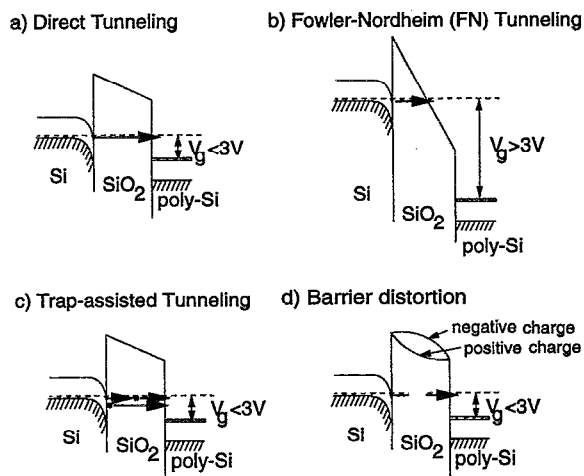 a) Direct Tunneling
Vg<3V
Si
SiO2
poly-Si
b) Fowler-Nordheim (FN) Tunneling
Vg>3V
Si
SiO2
poly-Si
c) Trap-assisted Tunneling
Vg<3V
Si
SiO2
poly-Si
d) Barrier distortion
negative charge
positive charge
Vg<3V
Si
SiO2
poly-Si